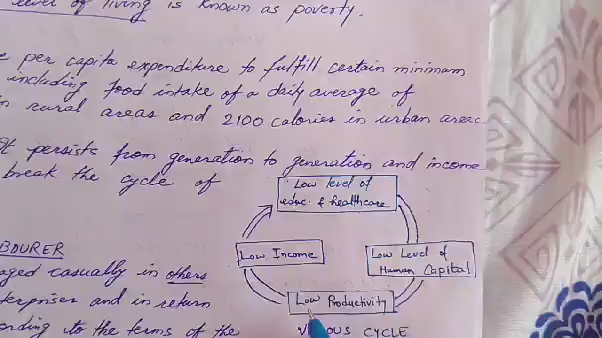 level of living is known as poverty.
per capita expenditure to fulfill certain minimum
including food intake of a daily average of
rural areas and 2100 calories in urban areas
It persists from generation to generation and income
break the cycle of
Low level of
educ. & healthcare
Low Income
Low Level of
Human Capital
Low Productivity
CYCLE
BOURER
aged casually in others
terprises and in return
ording to the terms of the